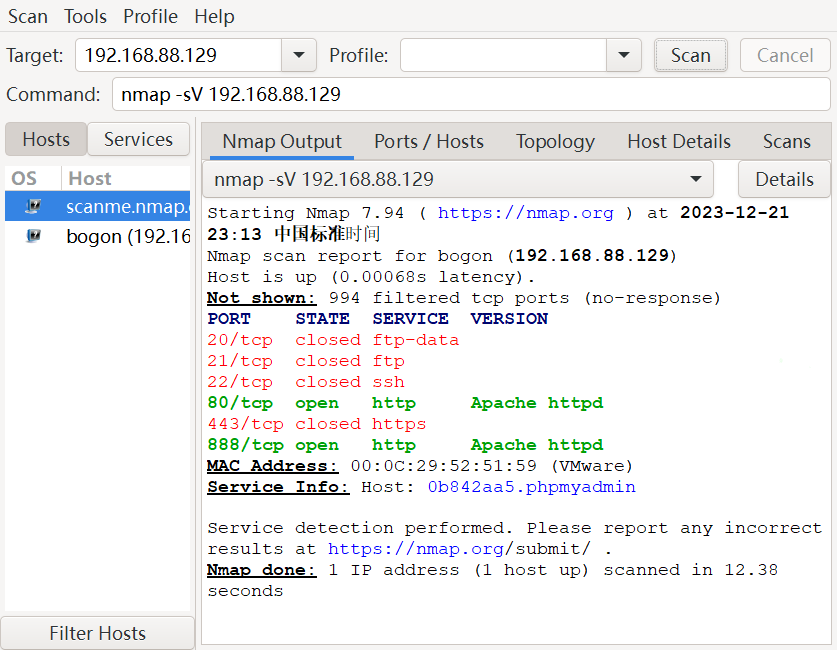 Scan Tools Profile Help
Target: 192.168.88.129 Profile: Scan Cancel
Command: nmap -sV 192.168.88.129
Hosts Services
OS Host
scanme.nmap.
bogon (192.16
Filter Hosts
Nmap Output Ports / Hosts Topology Host Details Scans
nmap -sV 192.168.88.129 Details
Starting Nmap 7.94 ( https://nmap.org ) at 2023-12-21
23:13 中国标准时间
Nmap scan report for bogon (192.168.88.129)
Host is up (0.00068s latency).
Not shown: 994 filtered tcp ports (no-response)
PORT STATE SERVICE VERSION
20/tcp closed ftp-data
21/tcp closed ftp
22/tcp closed ssh
80/tcp open http Apache httpd
443/tcp closed https
888/tcp open http Apache httpd
MAC Address: 00:0C:29:52:51:59 (VMware)
Service Info: Host: 0b842aa5.phpmyadmin
Service detection performed. Please report any incorrect
results at https://nmap.org/submit/ .
Nmap done: 1 IP address (1 host up) scanned in 12.38
seconds